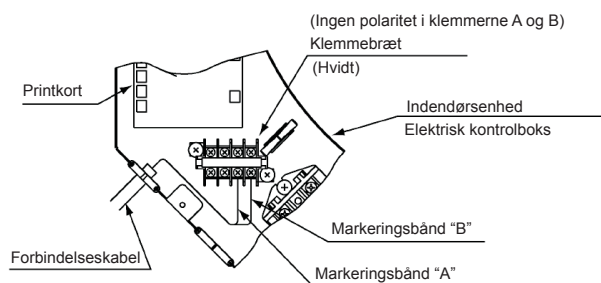 (Ingen polaritet i klemmerne A og B)
Klemmebræt
(Hvidt)
Printkort
Indendørsenhed
Elektrisk kontrolboks
Markeringsbånd “B”
Forbindelseskabel
Markeringsbånd “A”